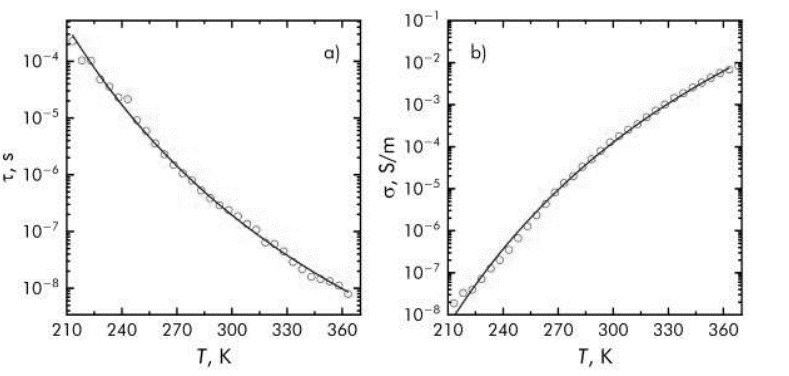 a)
10⁻⁴
10⁻⁵
10⁻⁶
10⁻⁷
10⁻⁸
τ, s
210 240 270 300 330 360
T, K
b)
10⁻¹
10⁻²
10⁻³
10⁻⁴
10⁻⁵
10⁻⁶
10⁻⁷
10⁻⁸
σ, S/m
210 240 270 300 330 360
T, K